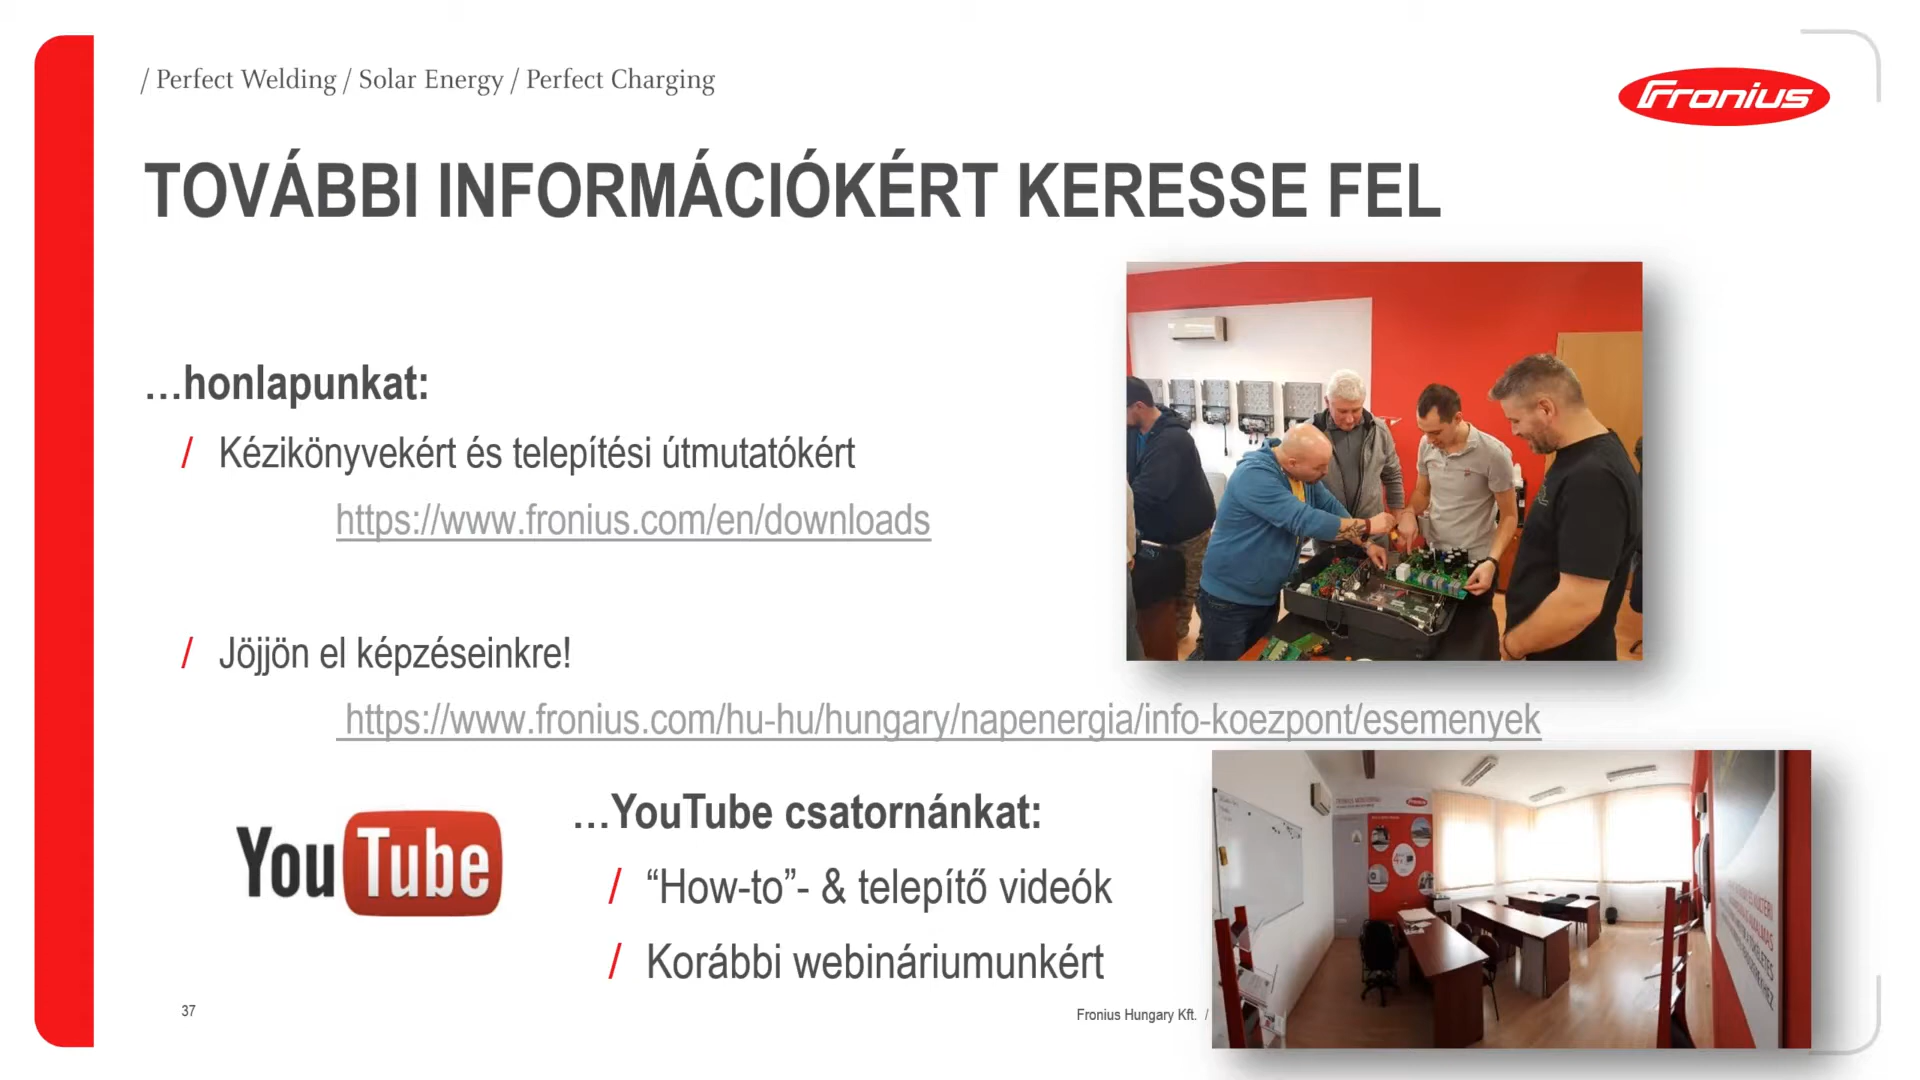 / Perfect Welding / Solar Energy / Perfect Charging
Fronius
TOVÁBBI INFORMÁCIÓKÉRT KERESSE FEL
…honlapunkat:
/ Kézikönyvekért és telepítési útmutatókért
https://www.fronius.com/en/downloads
/ Jöjjön el képzéseinkre!
https://www.fronius.com/hu-hu/hungary/napenergia/info-koezpont/esemenyek
YouTube
…YouTube csatornánkat:
/ “How-to”- & telepítő videók
/ Korábbi webináriumunkért
37
Fronius Hungary Kft. /